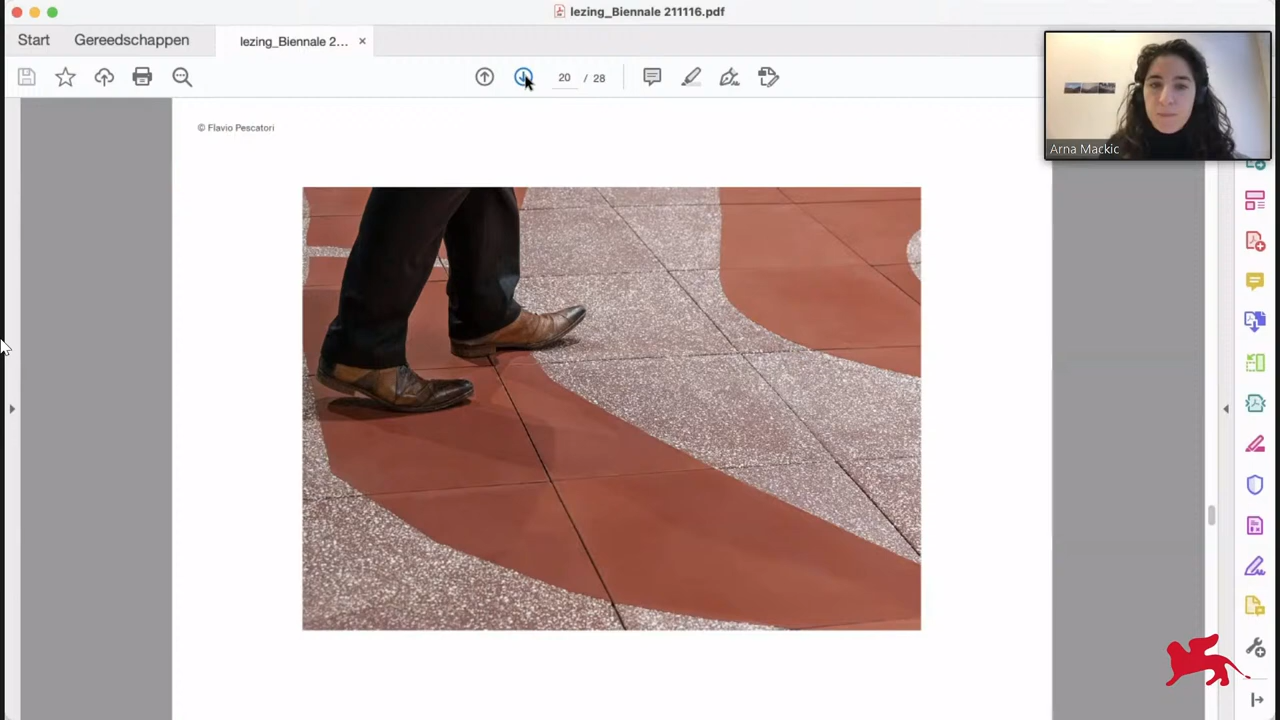 lezing_Biennale 211116.pdf
Start
Gereedschappen
lezing_Biennale 2...
20 / 28
© Flavio Pescatori
Arna Mackic